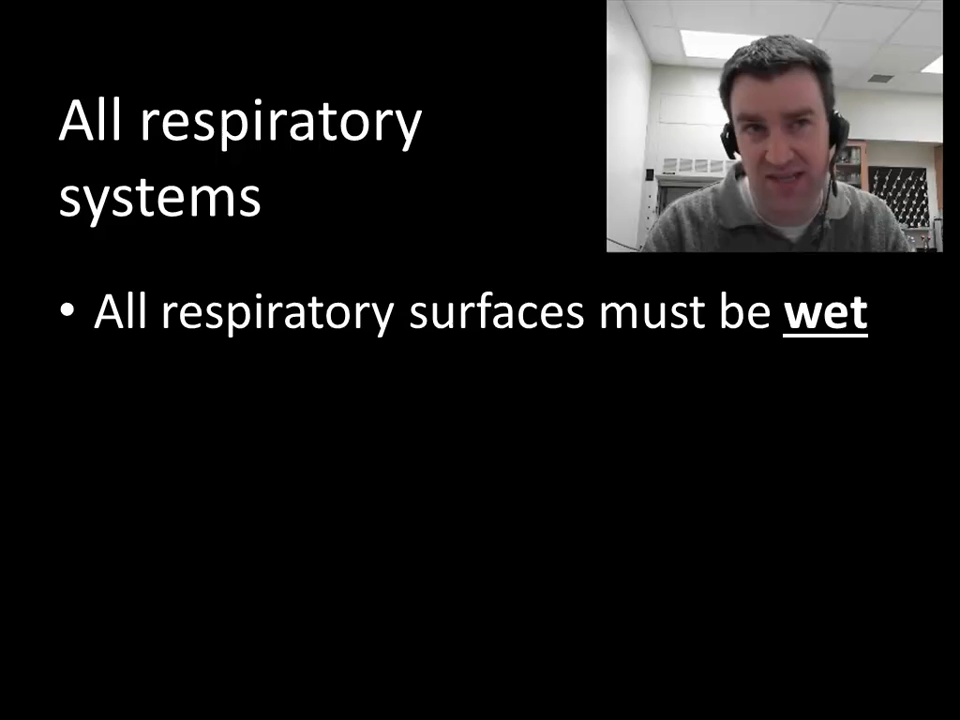 All respiratory
systems
• All respiratory surfaces must be wet